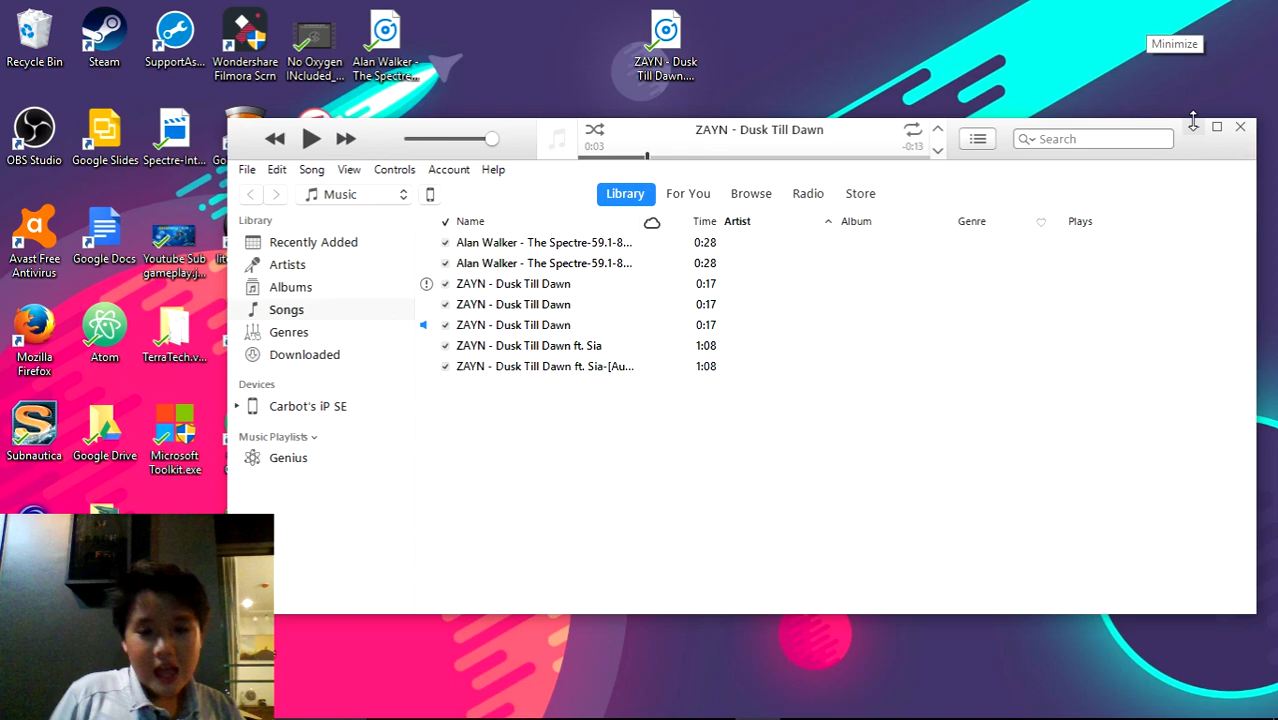 Recycle Bin
Steam
SupportAs...
Wondershare
Filmora Scrn
No Oxygen
INcluded_...
Alan Walker -
The Spectre...
ZAYN - Dusk
Till Dawn....
Minimize
OBS Studio
Google Slides
Spectre-Int...
ZAYN - Dusk Till Dawn
0:03
-0:13
Search
File Edit Song View Controls Account Help
Music
Library For You Browse Radio Store
Library
Recently Added
Artists
Albums
Songs
Genres
Downloaded
Devices
Carbot's iP SE
Music Playlists
Genius
Name Time Artist Album Genre Plays
Alan Walker - The Spectre-59.1-8... 0:28
Alan Walker - The Spectre-59.1-8... 0:28
ZAYN - Dusk Till Dawn 0:17
ZAYN - Dusk Till Dawn 0:17
ZAYN - Dusk Till Dawn 0:17
ZAYN - Dusk Till Dawn ft. Sia 1:08
ZAYN - Dusk Till Dawn ft. Sia-[Au... 1:08
Avast Free
Antivirus
Google Docs
Youtube Sub
gameplay.j...
Mozilla
Firefox
Atom
TerraTech.v...
Subnautica
Google Drive
Microsoft
Toolkit.exe